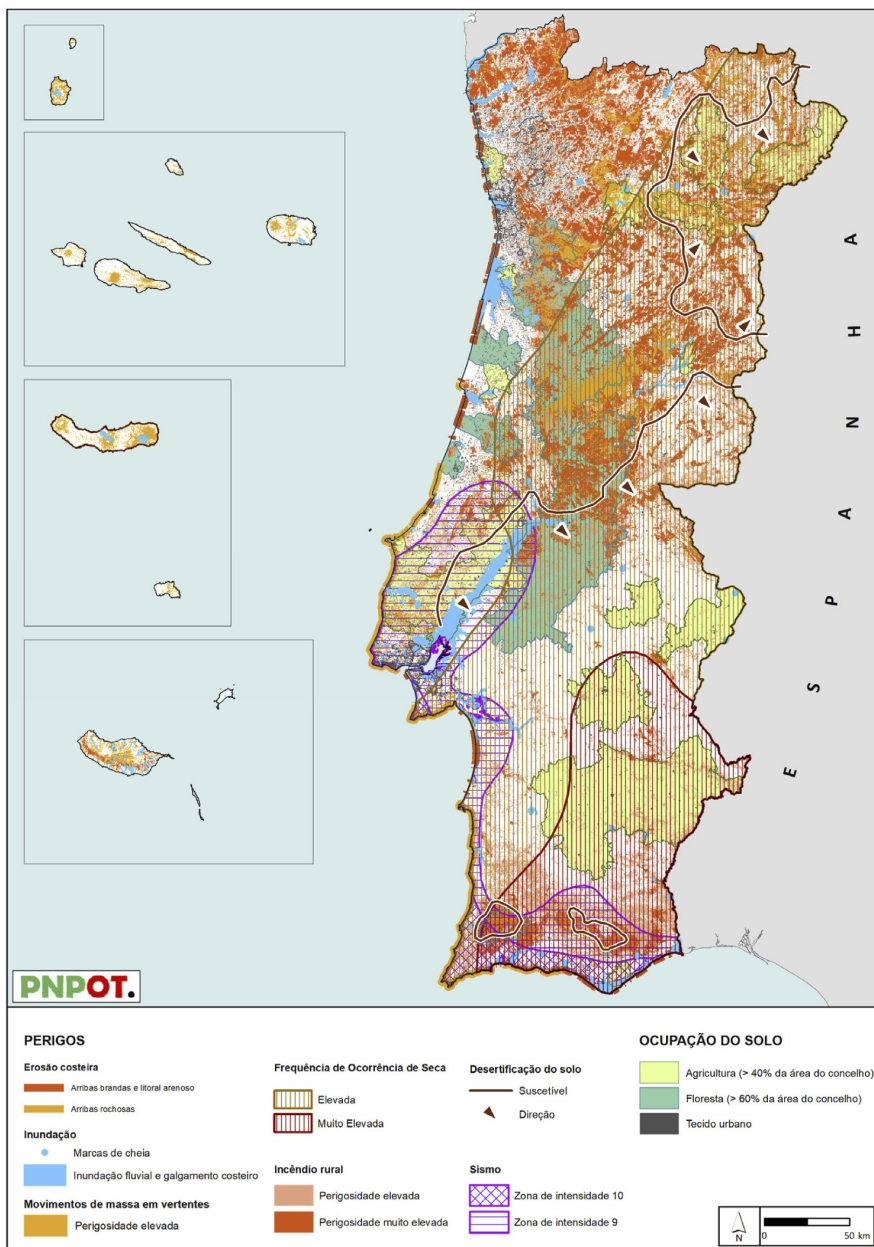 A
H
N
A
P
S
E
PNPOT.
PERIGOS
Erosão costeira
Arribas brandas e litoral arenoso
Arribas rochosas
Inundação
Marcas de cheia
Inundação fluvial e galgamento costeiro
Movimentos de massa em vertentes
Perigosidade elevada
Frequência de Ocorrência de Seca
Elevada
Muito Elevada
Incêndio rural
Perigosidade elevada
Perigosidade muito elevada
Desertificação do solo
Suscetível
Direção
Sismo
Zona de intensidade 10
Zona de intensidade 9
OCUPAÇÃO DO SOLO
Agricultura (> 40% da área do concelho)
Floresta (> 60% da área do concelho)
Tecido urbano
N
0 50 km